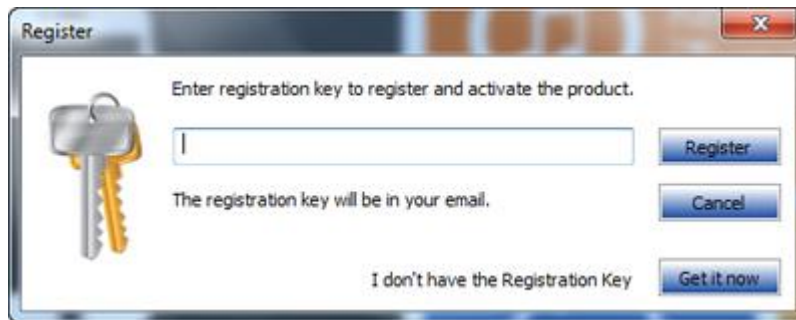 Register
Enter registration key to register and activate the product.
Register
The registration key will be in your email.
Cancel
I don't have the Registration Key
Get it now